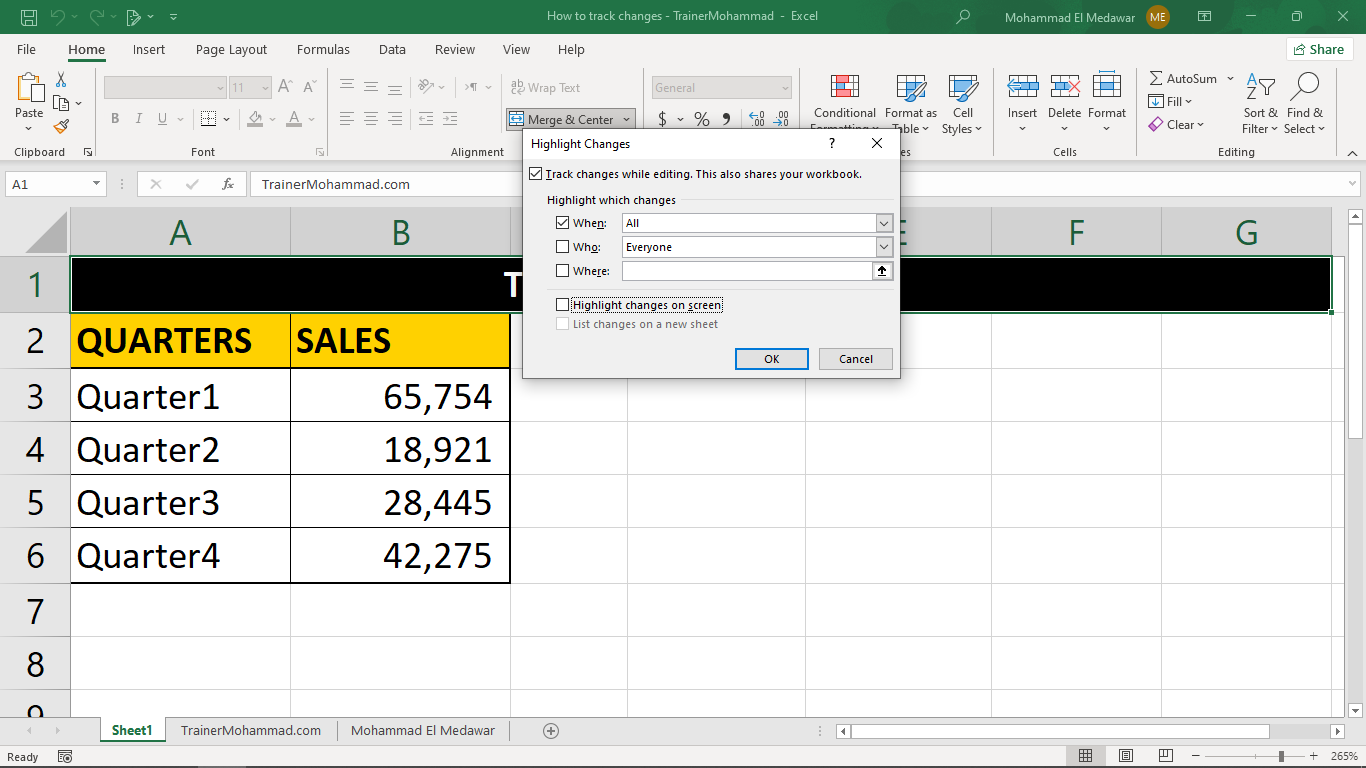 How to track changes - TrainerMohammad - Excel
Mohammad El Medawar ME
File Home Insert Page Layout Formulas Data Review View Help Share
Paste
Clipboard
11
B I U
A A A
Font
ab Wrap Text
Merge & Center
Alignment
General
$ % 9
Conditional Formatting
Format as Table
Cell Styles
es
Insert Delete Format
Cells
AutoSum
Fill
Clear
Sort & Filter
Find & Select
Editing
A1 fx TrainerMohammad.com
Highlight Changes ? ×
Track changes while editing. This also shares your workbook.
Highlight which changes
When: All
Who: Everyone
Where:
Highlight changes on screen
List changes on a new sheet
OK Cancel
A B E F G
1 T
2 QUARTERS SALES
3 Quarter1 65,754
4 Quarter2 18,921
5 Quarter3 28,445
6 Quarter4 42,275
7
8
9
Sheet1 TrainerMohammad.com Mohammad El Medawar
Ready
265%